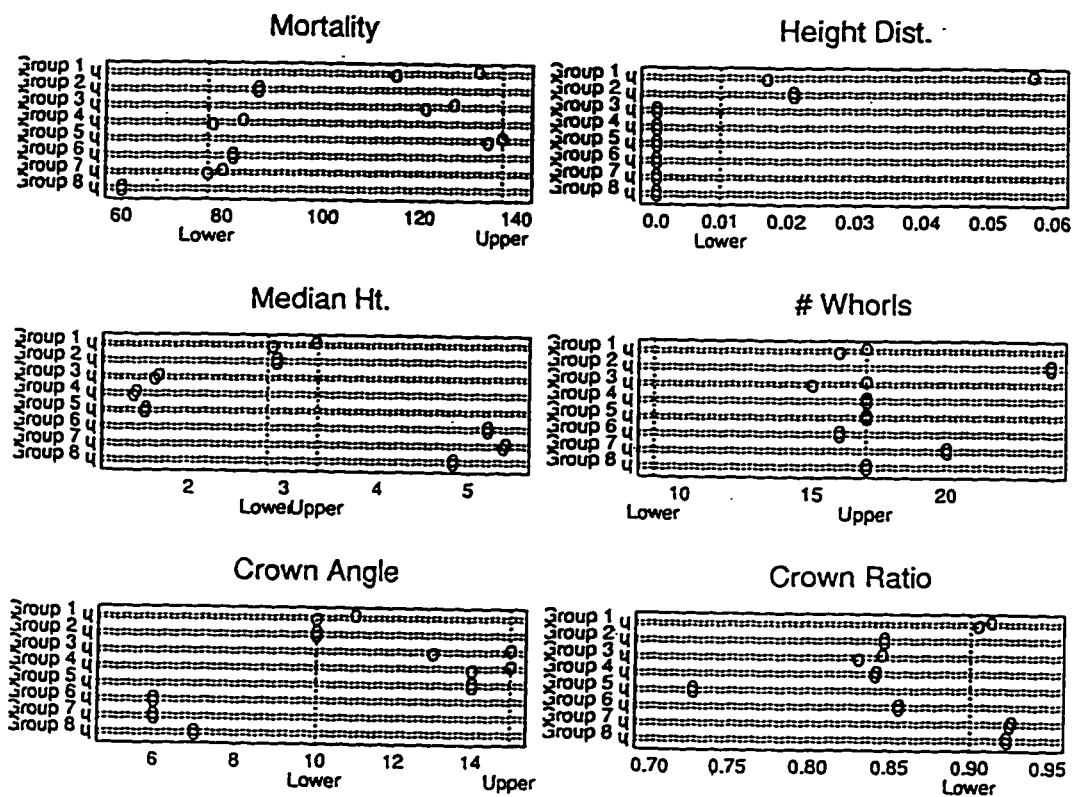 Mortality
Group 1
Group 2
Group 3
Group 4
Group 5
Group 6
Group 7
Group 8
60 80 100 120 140
Lower Upper
Height Dist.
Group 1
Group 2
Group 3
Group 4
Group 5
Group 6
Group 7
Group 8
0.0 0.01 0.02 0.03 0.04 0.05 0.06
Lower
Median Ht.
Group 1
Group 2
Group 3
Group 4
Group 5
Group 6
Group 7
Group 8
2 3 4 5
Lower Upper
# Whorls
Group 1
Group 2
Group 3
Group 4
Group 5
Group 6
Group 7
Group 8
10 15 20
Lower Upper
Crown Angle
Group 1
Group 2
Group 3
Group 4
Group 5
Group 6
Group 7
Group 8
6 8 10 12 14
Lower Upper
Crown Ratio
Group 1
Group 2
Group 3
Group 4
Group 5
Group 6
Group 7
Group 8
0.70 0.75 0.80 0.85 0.90 0.95
Lower